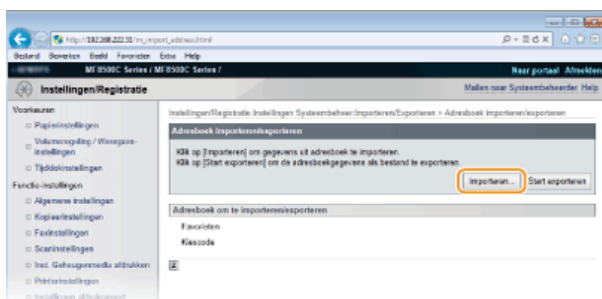 Bestand Bewerken Beeld Favorieten Extra Help
MF8500C Series / MF8500C Series /
Naar portaal Afmelden
Instellingen/Registratie
Mailen naar Systeembeheerder Help
Voorkeuren
Papierinstellingen
Volumeregeling / Weergave-
instellingen
Tijdklokinstellingen
Functie-instellingen
Algemene instellingen
Kopieerinstellingen
Faxinstellingen
Scaninstellingen
Inst. Geheugenmedia afdrukken
Printerinstellingen
Instellingen afdrukrapport
Instellingen/Registratie: Instellingen Systeembeheer: Importeren/Exporteren > Adresboek importeren/exporteren
Adresboek importeren/exporteren
Klik op [Importeren] om gegevens uit adresboek te importeren.
Klik op [Start exporteren] om de adresboekgegevens als bestand te exporteren.
Importeren... Start exporteren
Adresboek om te importeren/exporteren
Favorieten
Kiescode